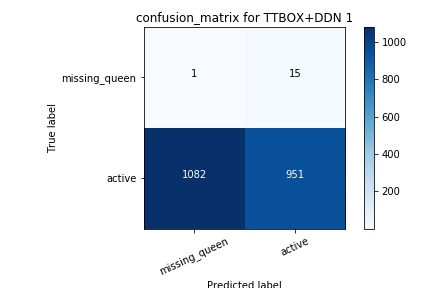 confusion_matrix for TTBOX+DDN 1
missing_queen 1 15
active 1082 951
True label
missing_queen active
Predicted label
1000
800
600
400
200